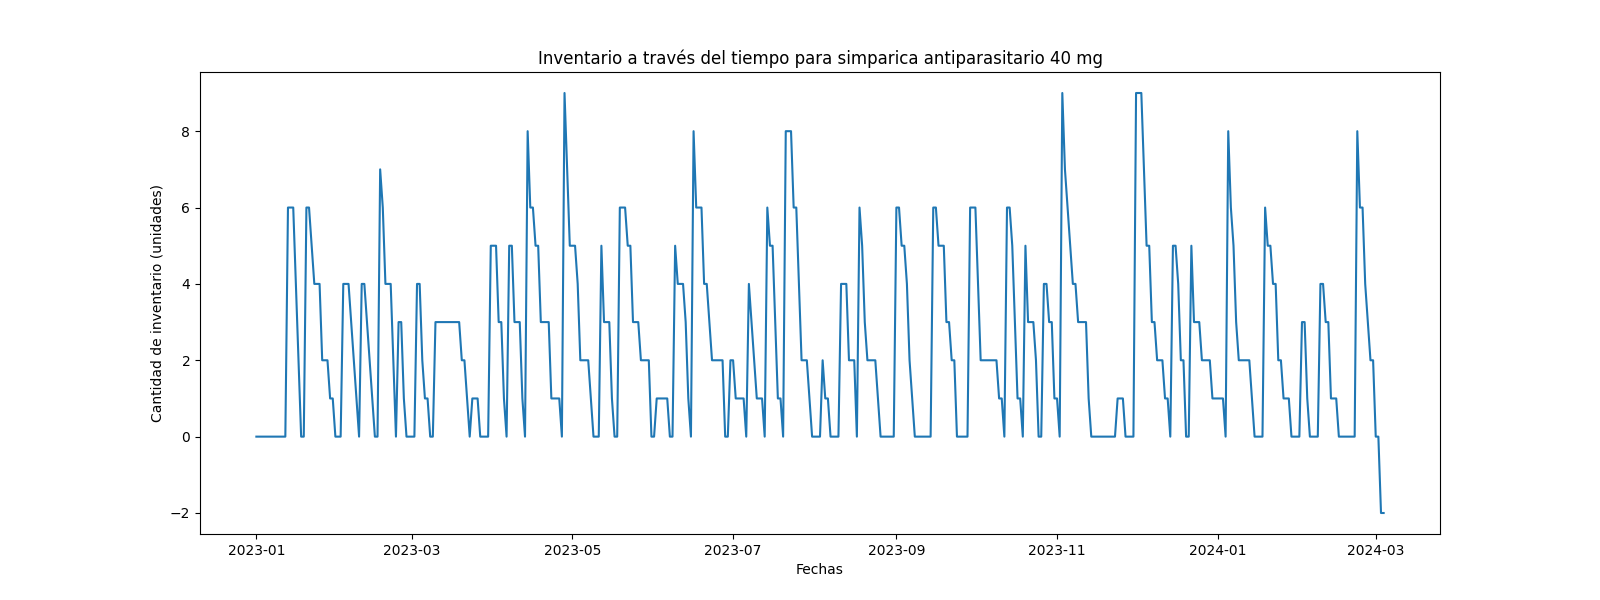 Inventario a través del tiempo para simparica antiparasitario 40 mg
Cantidad de inventario (unidades)
8
6
4
2
0
−2
2023-01 2023-03 2023-05 2023-07 2023-09 2023-11 2024-01 2024-03
Fechas